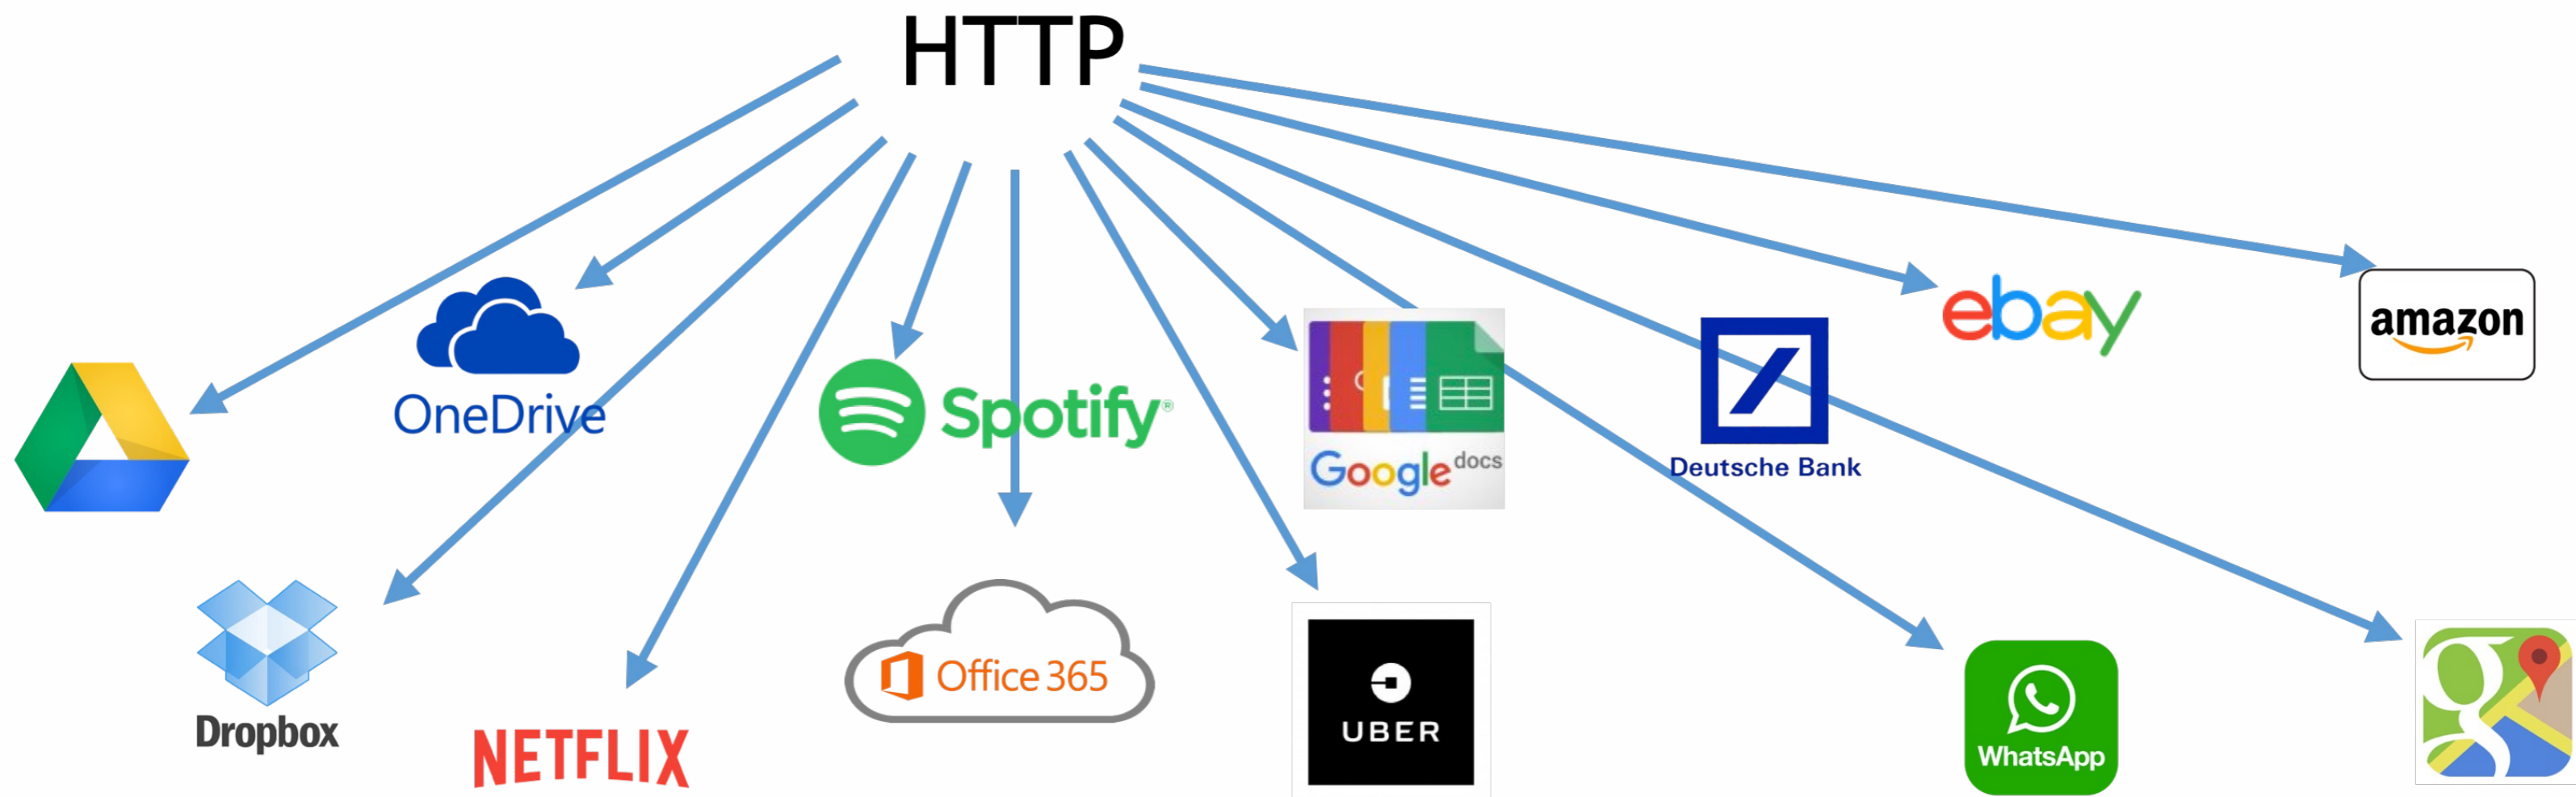 HTTP
OneDrive
Spotify®
Google docs
Deutsche Bank
ebay
amazon
Dropbox
NETFLIX
Office 365
UBER
WhatsApp
g